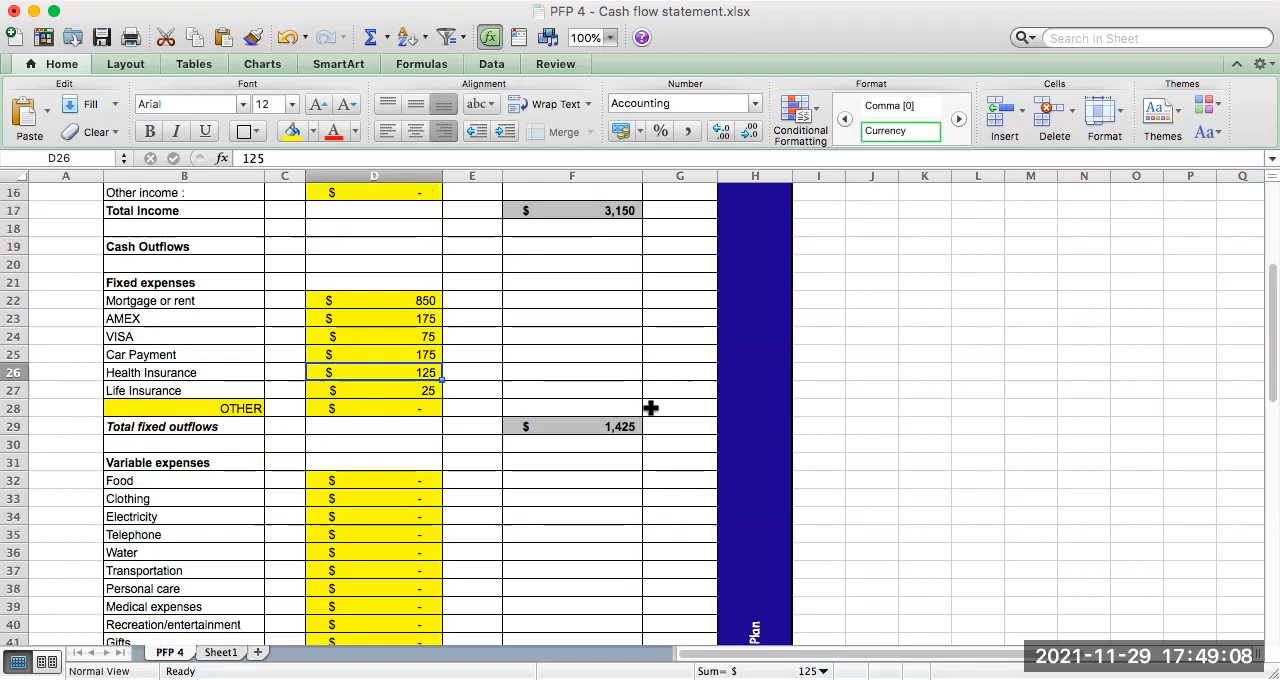 PFP 4 - Cash flow statement.xlsx
100%
Search in Sheet
Home Layout Tables Charts SmartArt Formulas Data Review
Edit Font Alignment Number Format Cells Themes
Paste
Fill
Clear
Arial 12
B I U
abc Wrap Text
Merge
Accounting
Conditional Formatting
Comma [0]
Currency
Insert Delete Format Themes
D26 fx 125
A B C D E F G H I J K L M N O P Q
16 Other income : $ -
17 Total Income $ 3,150
18
19 Cash Outflows
20
21 Fixed expenses
22 Mortgage or rent $ 850
23 AMEX $ 175
24 VISA $ 75
25 Car Payment $ 175
26 Health Insurance $ 125
27 Life Insurance $ 25
28 OTHER $ -
29 Total fixed outflows $ 1,425
30
31 Variable expenses
32 Food $ -
33 Clothing $ -
34 Electricity $ -
35 Telephone $ -
36 Water $ -
37 Transportation $ -
38 Personal care $ -
39 Medical expenses $ -
40 Recreation/entertainment $ -
41 Gifts $ -
Plan
PFP 4 Sheet1
Normal View Ready Sum= $ 125
2021-11-29 17:49:08